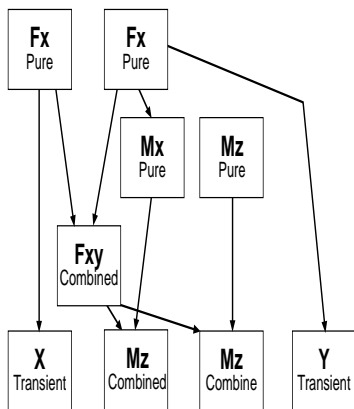 Fx
Pure
Fx
Pure
Mx
Pure
Mz
Pure
Fxy
Combined
X
Transient
Mz
Combined
Mz
Combine
Y
Transient